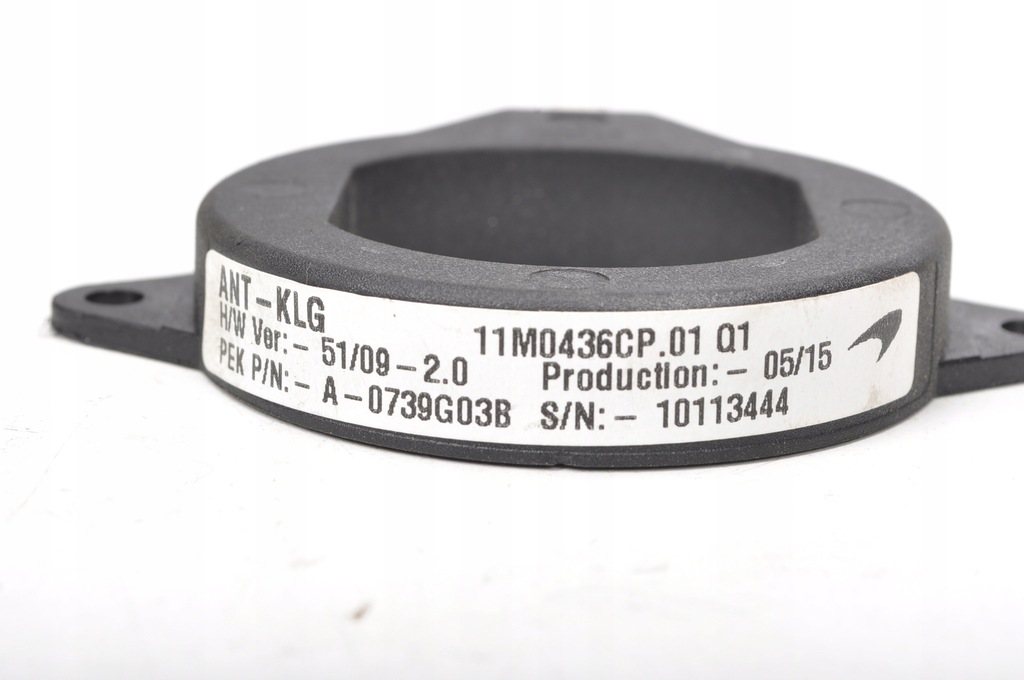 ANT-KLG 11M0436CP.01 Q1
H/W Ver:- 51/09-2.0 Production:- 05/15
PEK P/N:- A-0739G03B S/N:- 10113444